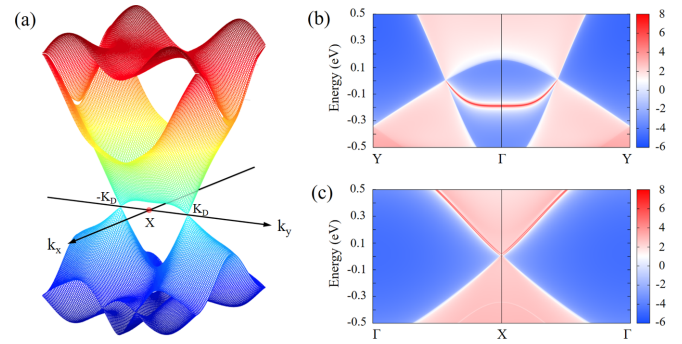 (a)
-K_D
K_D
X
k_x
k_y
(b)
Energy (eV)
0.5
0.3
0.1
-0.1
-0.3
-0.5
Y
Γ
Y
8
6
4
2
0
-2
-4
-6
(c)
Energy (eV)
0.5
0.3
0.1
-0.1
-0.3
-0.5
Γ
X
Γ
8
6
4
2
0
-2
-4
-6